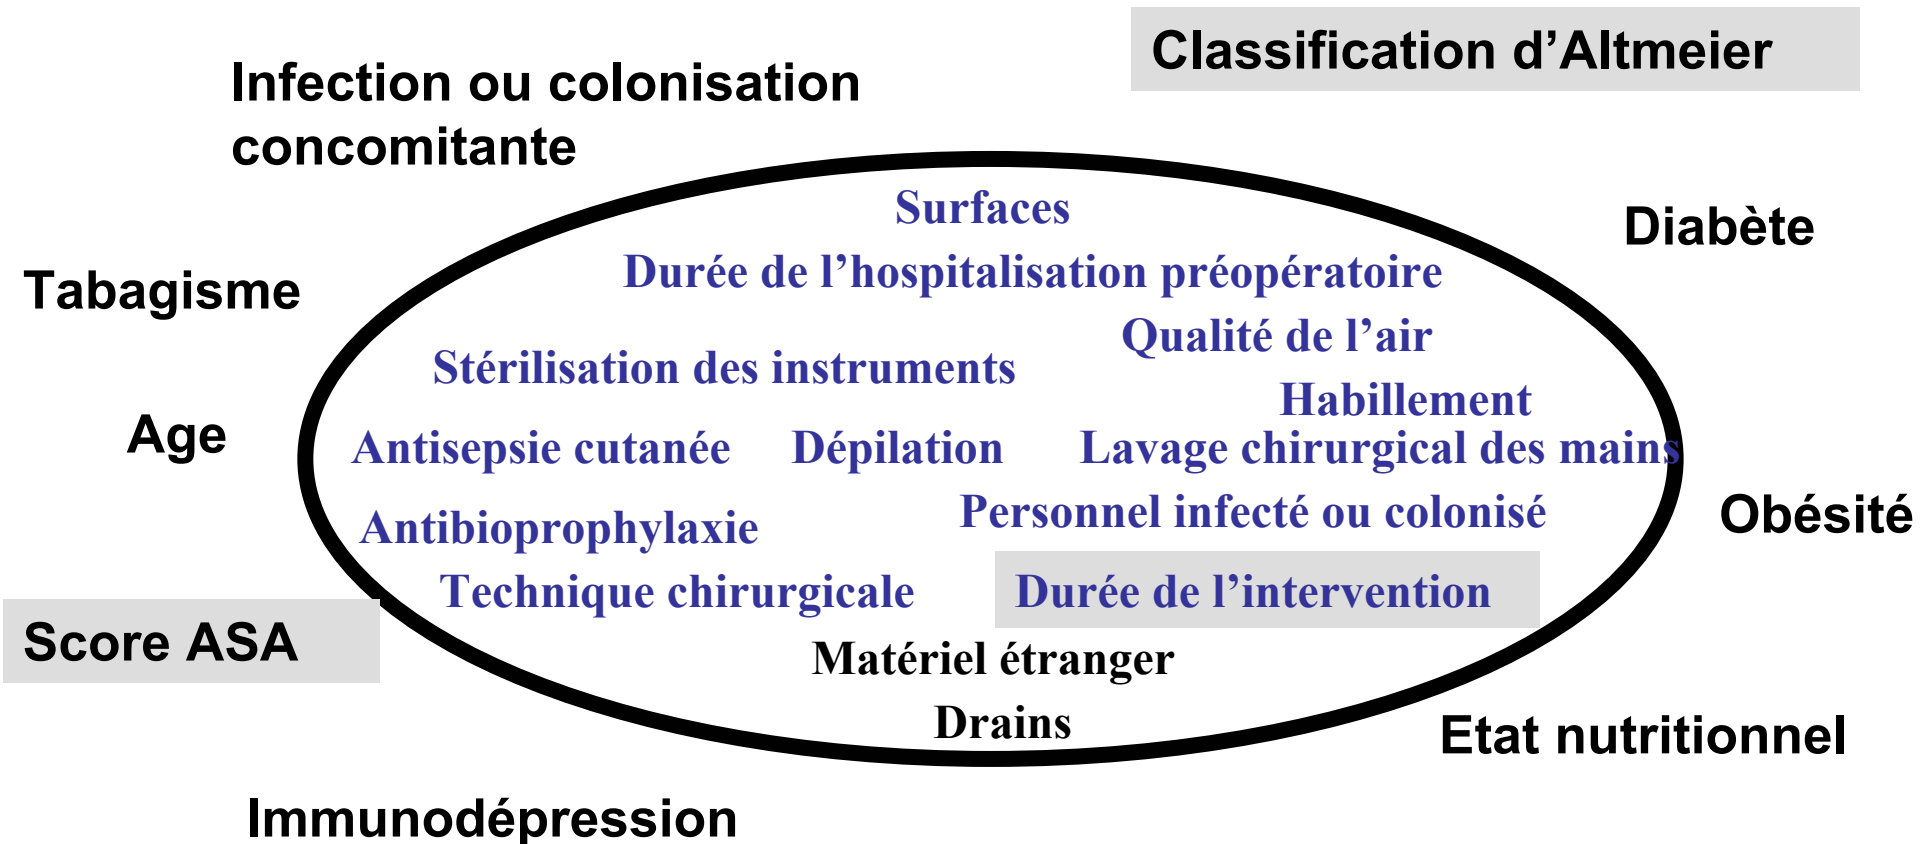 Classification d’Altmeier
Infection ou colonisation
concomitante
Surfaces
Diabète
Durée de l’hospitalisation préopératoire
Tabagisme
Qualité de l’air
Stérilisation des instruments
Habillement
Age
Antisepsie cutanée
Dépilation
Lavage chirurgical des mains
Personnel infecté ou colonisé
Obésité
Antibioprophylaxie
Technique chirurgicale
Durée de l’intervention
Score ASA
Matériel étranger
Drains
Etat nutritionnel
Immunodépression